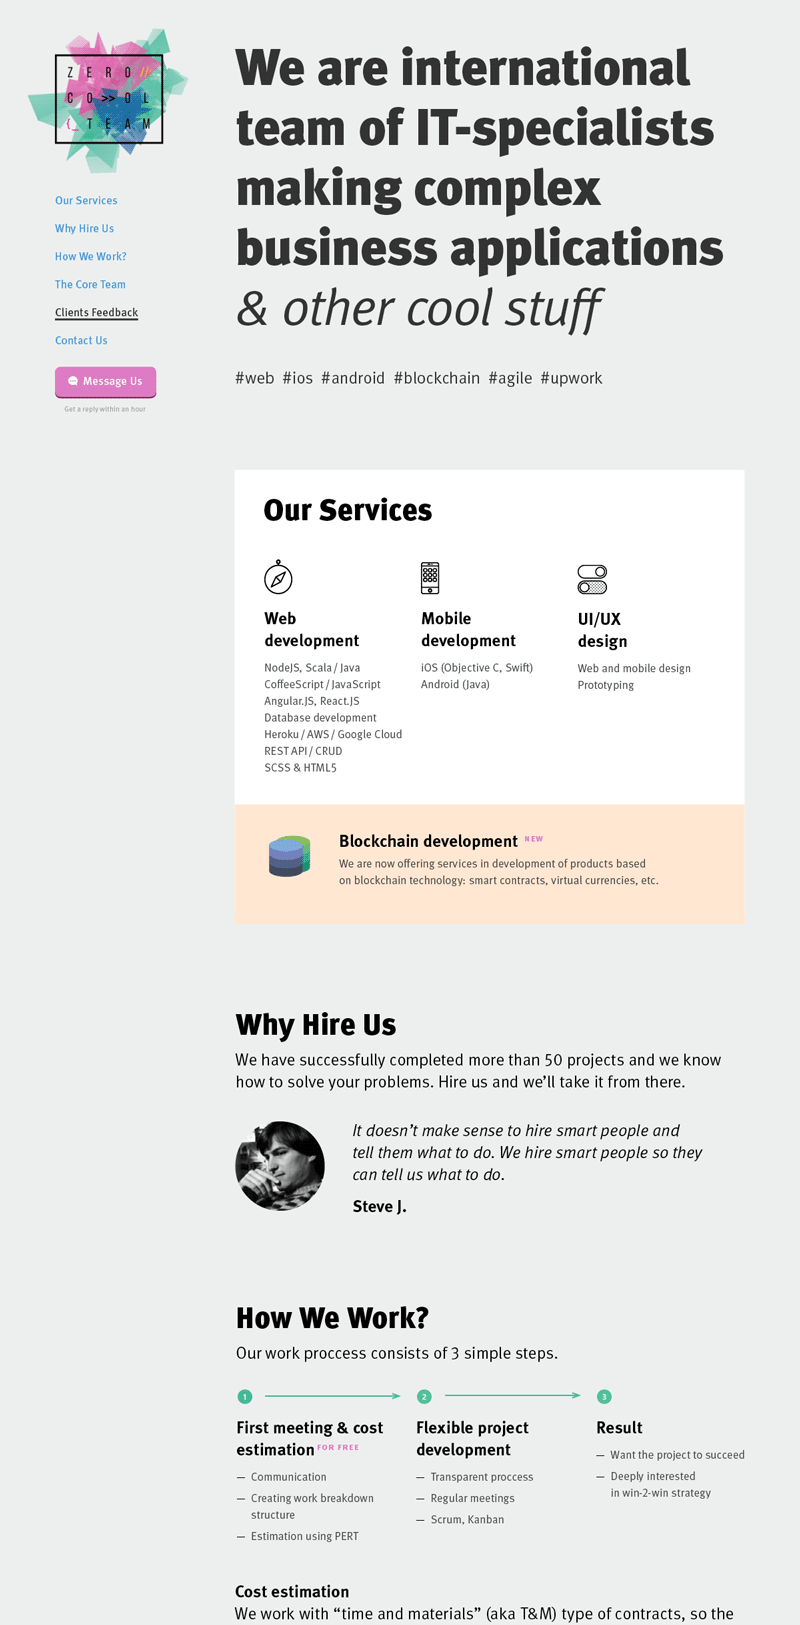 ZERO//
CO>>OL
{_TEAM
Our Services
Why Hire Us
How We Work?
The Core Team
Clients Feedback
Contact Us
Message Us
Get a reply within an hour
We are international
team of IT-specialists
making complex
business applications
& other cool stuff
#web #ios #android #blockchain #agile #upwork
Our Services
Web
development
NodeJS, Scala / Java
CoffeeScript / JavaScript
Angular.JS, React.JS
Database development
Heroku / AWS / Google Cloud
REST API / CRUD
SCSS & HTML5
Mobile
development
iOS (Objective C, Swift)
Android (Java)
UI/UX
design
Web and mobile design
Prototyping
Blockchain development NEW
We are now offering services in development of products based
on blockchain technology: smart contracts, virtual currencies, etc.
Why Hire Us
We have successfully completed more than 50 projects and we know
how to solve your problems. Hire us and we’ll take it from there.
It doesn’t make sense to hire smart people and
tell them what to do. We hire smart people so they
can tell us what to do.
Steve J.
How We Work?
Our work proccess consists of 3 simple steps.
1
First meeting & cost
estimation FOR FREE
— Communication
— Creating work breakdown
structure
— Estimation using PERT
2
Flexible project
development
— Transparent proccess
— Regular meetings
— Scrum, Kanban
3
Result
— Want the project to succeed
— Deeply interested
in win-2-win strategy
Cost estimation
We work with “time and materials” (aka T&M) type of contracts, so the